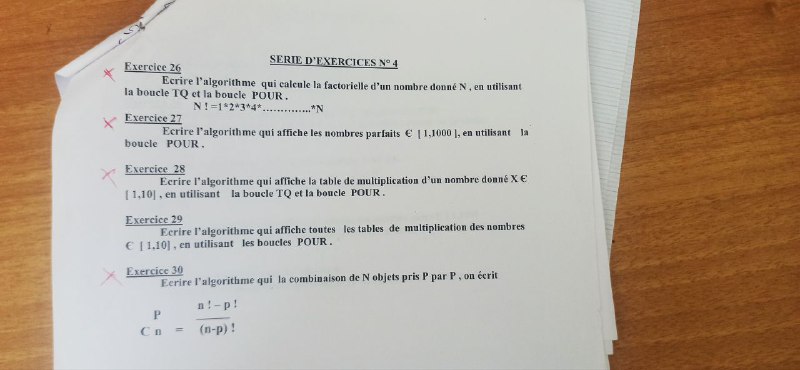 SERIE D'EXERCICES N° 4
Exercice 26
Ecrire l'algorithme qui calcule la factorielle d'un nombre donné N , en utilisant
la boucle TQ et la boucle POUR .
N ! =1*2*3*4*..............*N
Exercice 27
Ecrire l'algorithme qui affiche les nombres parfaits € [ 1,1000 ], en utilisant la
boucle POUR .
Exercice 28
Ecrire l'algorithme qui affiche la table de multiplication d'un nombre donné X €
[ 1,10] , en utilisant la boucle TQ et la boucle POUR .
Exercice 29
Ecrire l'algorithme qui affiche toutes les tables de multiplication des nombres
€ [ 1,10] , en utilisant les boucles POUR .
Exercice 30
Ecrire l'algorithme qui la combinaison de N objets pris P par P , on écrit
P n ! – p !
C n = (n-p) !